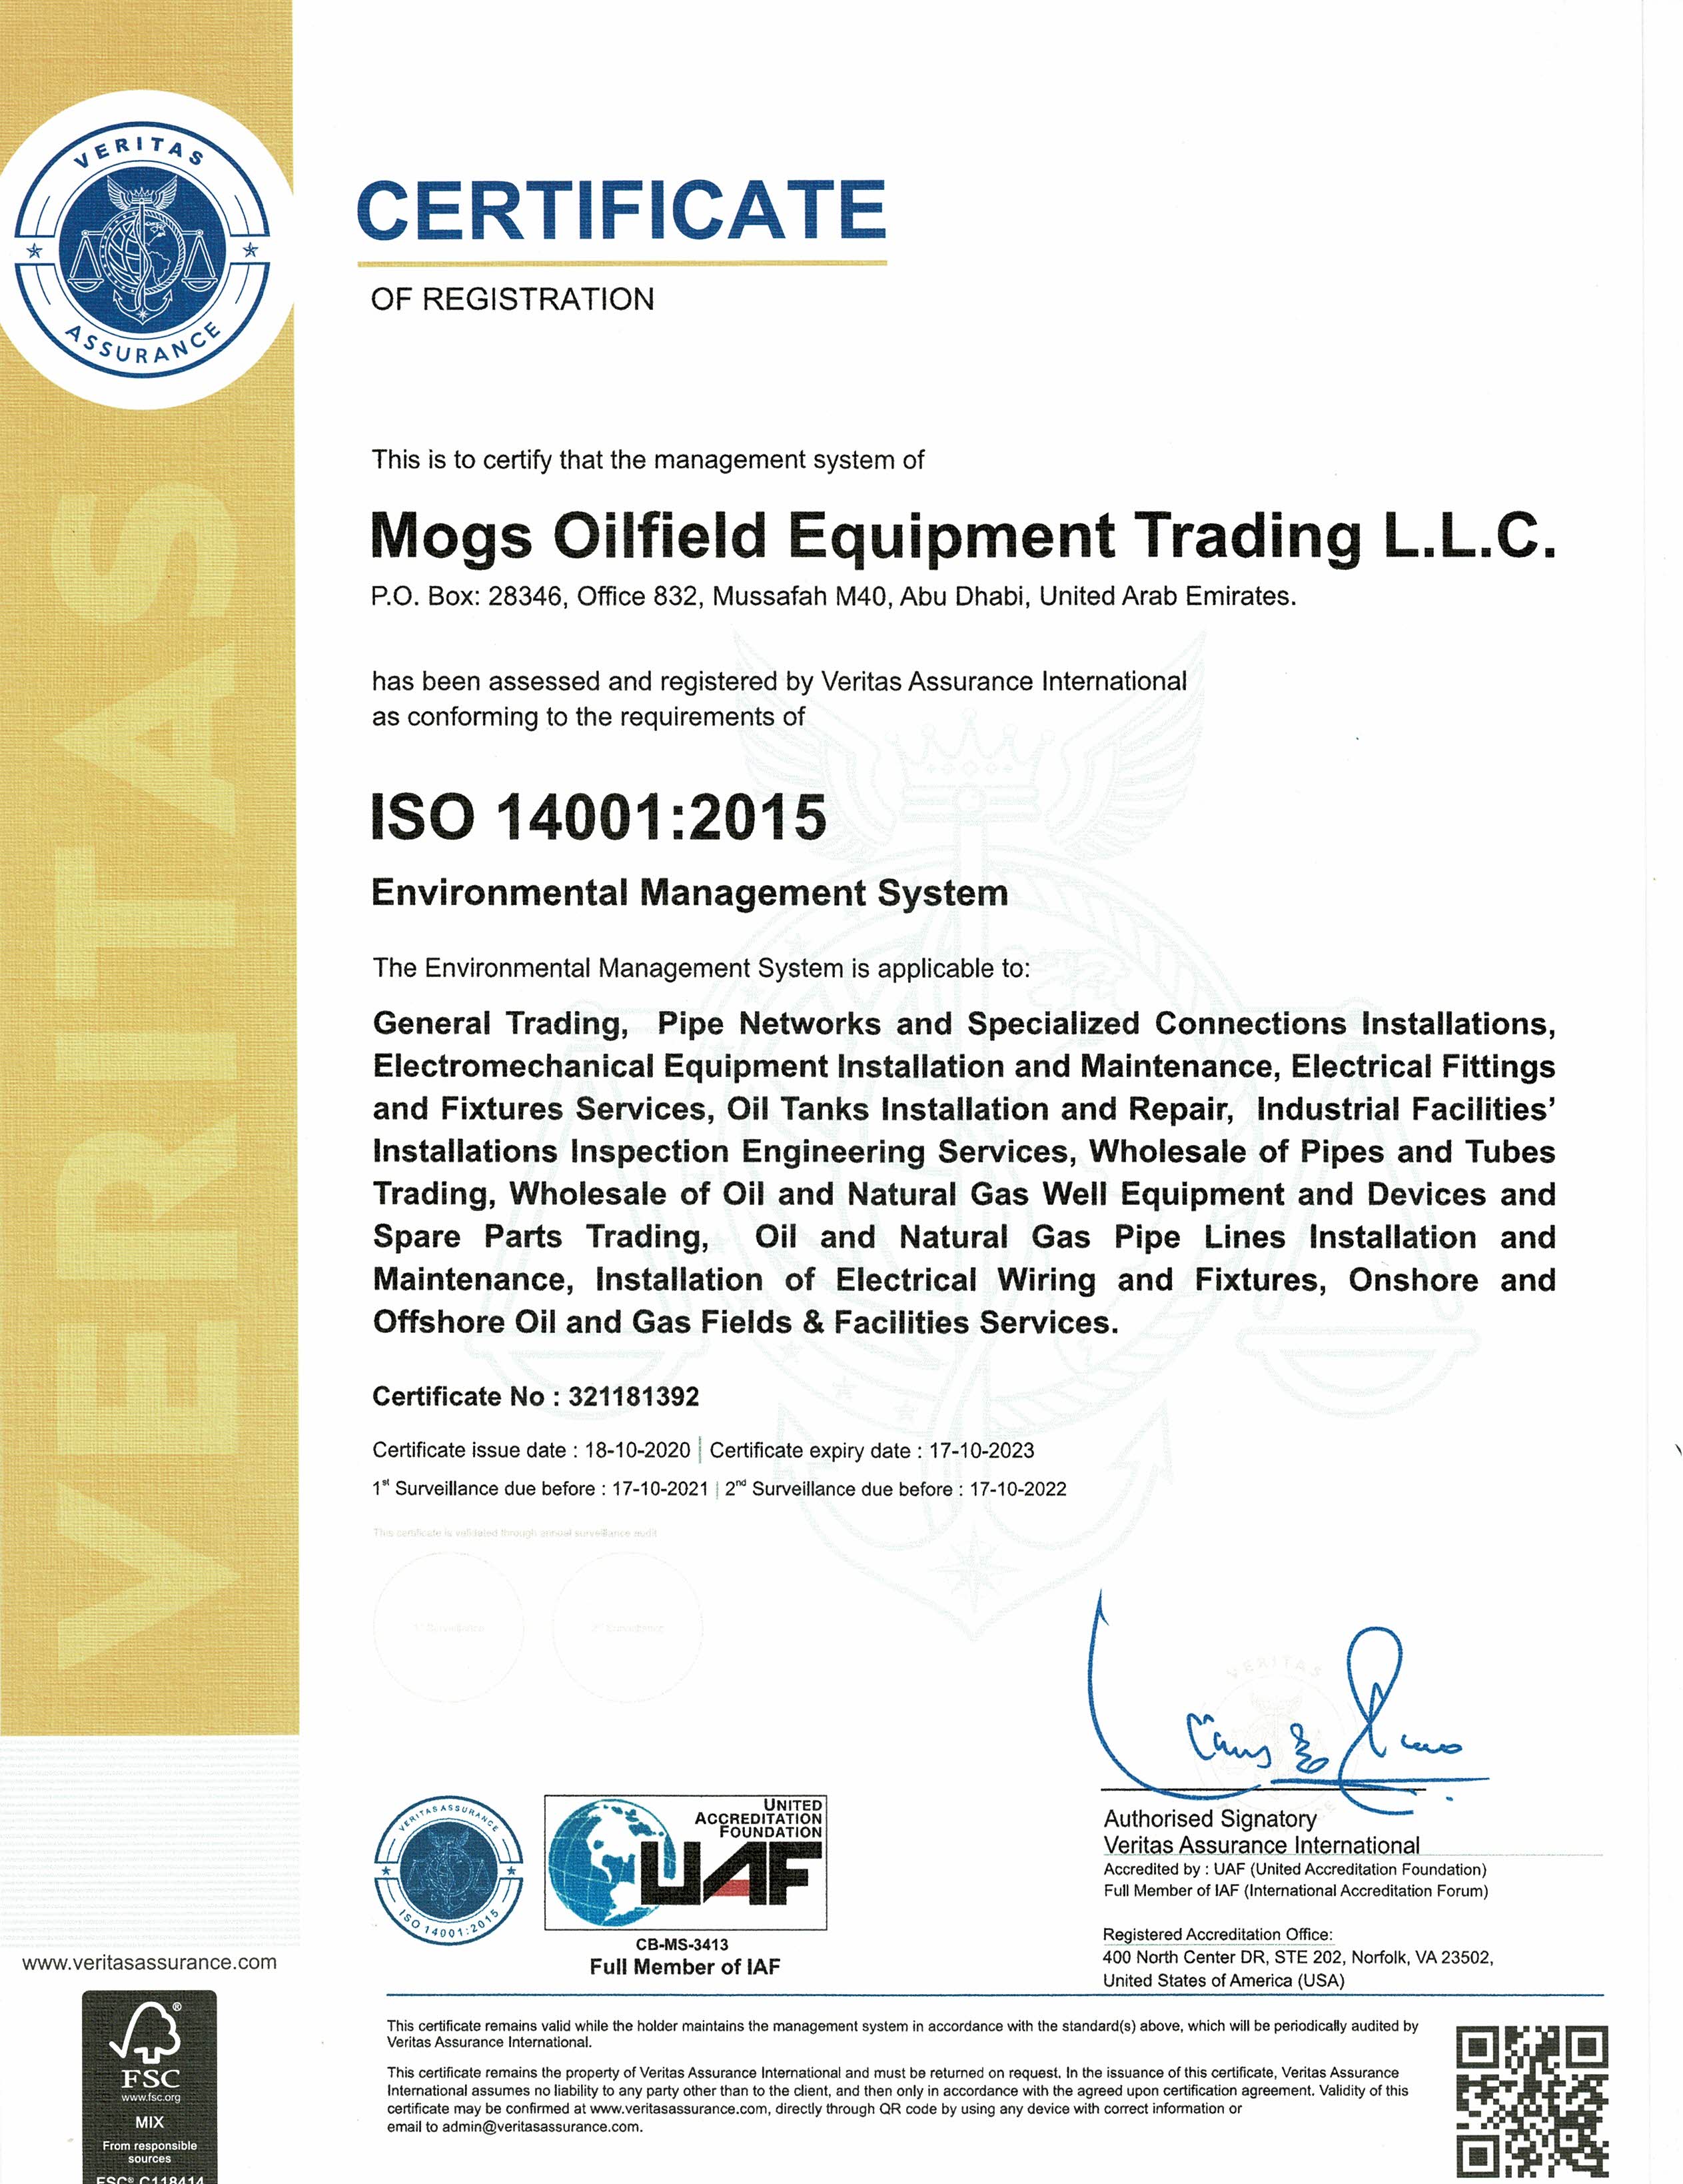 VERITAS
ASSURANCE
VERITAS
CERTIFICATE
OF REGISTRATION
This is to certify that the management system of
Mogs Oilfield Equipment Trading L.L.C.
P.O. Box: 28346, Office 832, Mussafah M40, Abu Dhabi, United Arab Emirates.
has been assessed and registered by Veritas Assurance International
as conforming to the requirements of
ISO 14001:2015
Environmental Management System
The Environmental Management System is applicable to:
General Trading, Pipe Networks and Specialized Connections Installations,
Electromechanical Equipment Installation and Maintenance, Electrical Fittings
and Fixtures Services, Oil Tanks Installation and Repair, Industrial Facilities’
Installations Inspection Engineering Services, Wholesale of Pipes and Tubes
Trading, Wholesale of Oil and Natural Gas Well Equipment and Devices and
Spare Parts Trading, Oil and Natural Gas Pipe Lines Installation and
Maintenance, Installation of Electrical Wiring and Fixtures, Onshore and
Offshore Oil and Gas Fields & Facilities Services.
Certificate No : 321181392
Certificate issue date : 18-10-2020 | Certificate expiry date : 17-10-2023
1st Surveillance due before : 17-10-2021 | 2nd Surveillance due before : 17-10-2022
This certificate is validated through annual surveillance audit
1st Surveillance
2nd Surveillance
VERITAS
VERITAS ASSURANCE
ISO 14001:2015
UNITED
ACCREDITATION
FOUNDATION
UAF
CB-MS-3413
Full Member of IAF
Authorised Signatory
Veritas Assurance International
Accredited by : UAF (United Accreditation Foundation)
Full Member of IAF (International Accreditation Forum)
Registered Accreditation Office:
400 North Center DR, STE 202, Norfolk, VA 23502,
United States of America (USA)
www.veritasassurance.com
FSC
www.fsc.org
MIX
From responsible
sources
FSC® C118414
This certificate remains valid while the holder maintains the management system in accordance with the standard(s) above, which will be periodically audited by
Veritas Assurance International.
This certificate remains the property of Veritas Assurance International and must be returned on request. In the issuance of this certificate, Veritas Assurance
International assumes no liability to any party other than to the client, and then only in accordance with the agreed upon certification agreement. Validity of this
certificate may be confirmed at www.veritasassurance.com, directly through QR code by using any device with correct information or
email to admin@veritasassurance.com.